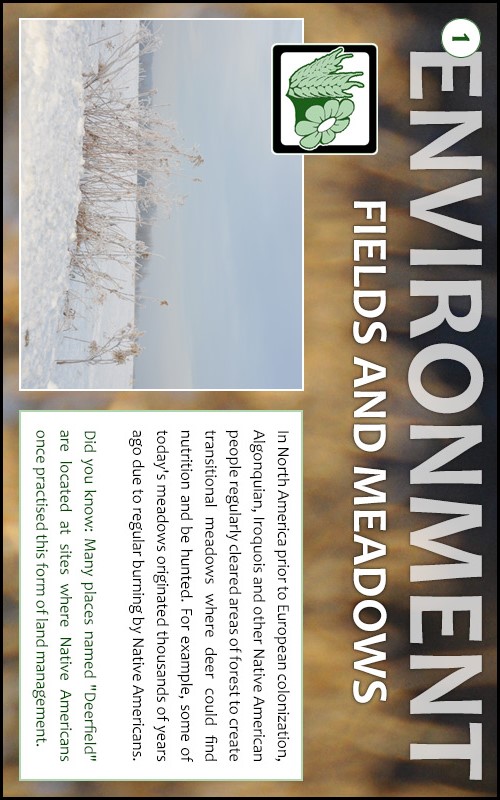 1
ENVIRONMENT
FIELDS AND MEADOWS
In North America prior to European colonization,
Algonquian, Iroquois and other Native American
people regularly cleared areas of forest to create
transitional meadows where deer could find
nutrition and be hunted. For example, some of
today's meadows originated thousands of years
ago due to regular burning by Native Americans.
Did you know: Many places named "Deerfield"
are located at sites where Native Americans
once practised this form of land management.